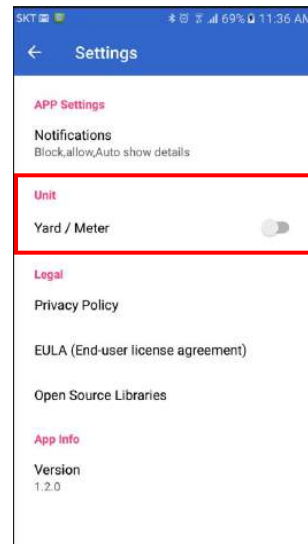 SKT 69% 11:36 AM
Settings
APP Settings
Notifications
Block,allow,Auto show details
Unit
Yard / Meter
Legal
Privacy Policy
EULA (End-user license agreement)
Open Source Libraries
App Info
Version
1.2.0